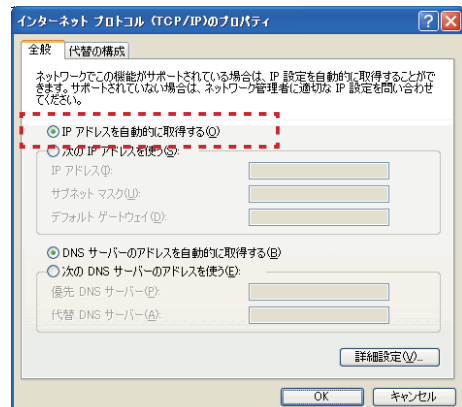 インターネット プロトコル (TCP/IP)のプロパティ
全般 代替の構成
ネットワークでこの機能がサポートされている場合は、IP 設定を自動的に取得することがで
きます。サポートされていない場合は、ネットワーク管理者に適切な IP 設定を問い合わせ
てください。
IP アドレスを自動的に取得する(O)
次の IP アドレスを使う(S):
IP アドレス(I):
サブネット マスク(U):
デフォルト ゲートウェイ(D):
DNS サーバーのアドレスを自動的に取得する(B)
次の DNS サーバーのアドレスを使う(E):
優先 DNS サーバー(P):
代替 DNS サーバー(A):
詳細設定(V)...
OK キャンセル